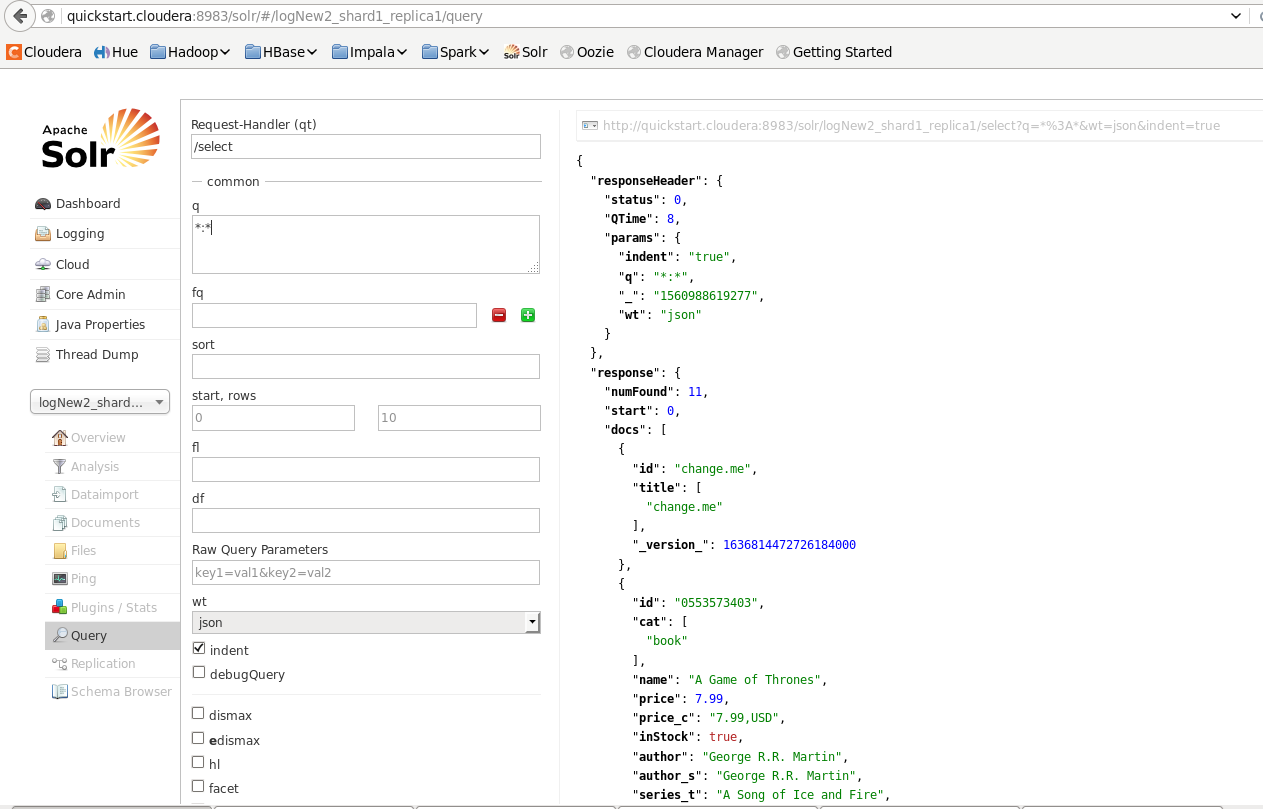 quickstart.cloudera:8983/solr/#/logNew2_shard1_replica1/query
Cloudera Hue Hadoop HBase Impala Spark Solr Oozie Cloudera Manager Getting Started
Apache
Solr
Dashboard
Logging
Cloud
Core Admin
Java Properties
Thread Dump
logNew2_shard...
Overview
Analysis
Dataimport
Documents
Files
Ping
Plugins / Stats
Query
Replication
Schema Browser
Request-Handler (qt)
/select
common
q
*:*
fq
sort
start, rows
0 10
fl
df
Raw Query Parameters
key1=val1&key2=val2
wt
json
indent
debugQuery
dismax
edismax
hl
facet
http://quickstart.cloudera:8983/solr/logNew2_shard1_replica1/select?q=*%3A*&wt=json&indent=true
{
"responseHeader": {
"status": 0,
"QTime": 8,
"params": {
"indent": "true",
"q": "*:*",
"_": "1560988619277",
"wt": "json"
}
},
"response": {
"numFound": 11,
"start": 0,
"docs": [
{
"id": "change.me",
"title": [
"change.me"
],
"_version_": 1636814472726184000
},
{
"id": "0553573403",
"cat": [
"book"
],
"name": "A Game of Thrones",
"price": 7.99,
"price_c": "7.99,USD",
"inStock": true,
"author": "George R.R. Martin",
"author_s": "George R.R. Martin",
"series_t": "A Song of Ice and Fire",